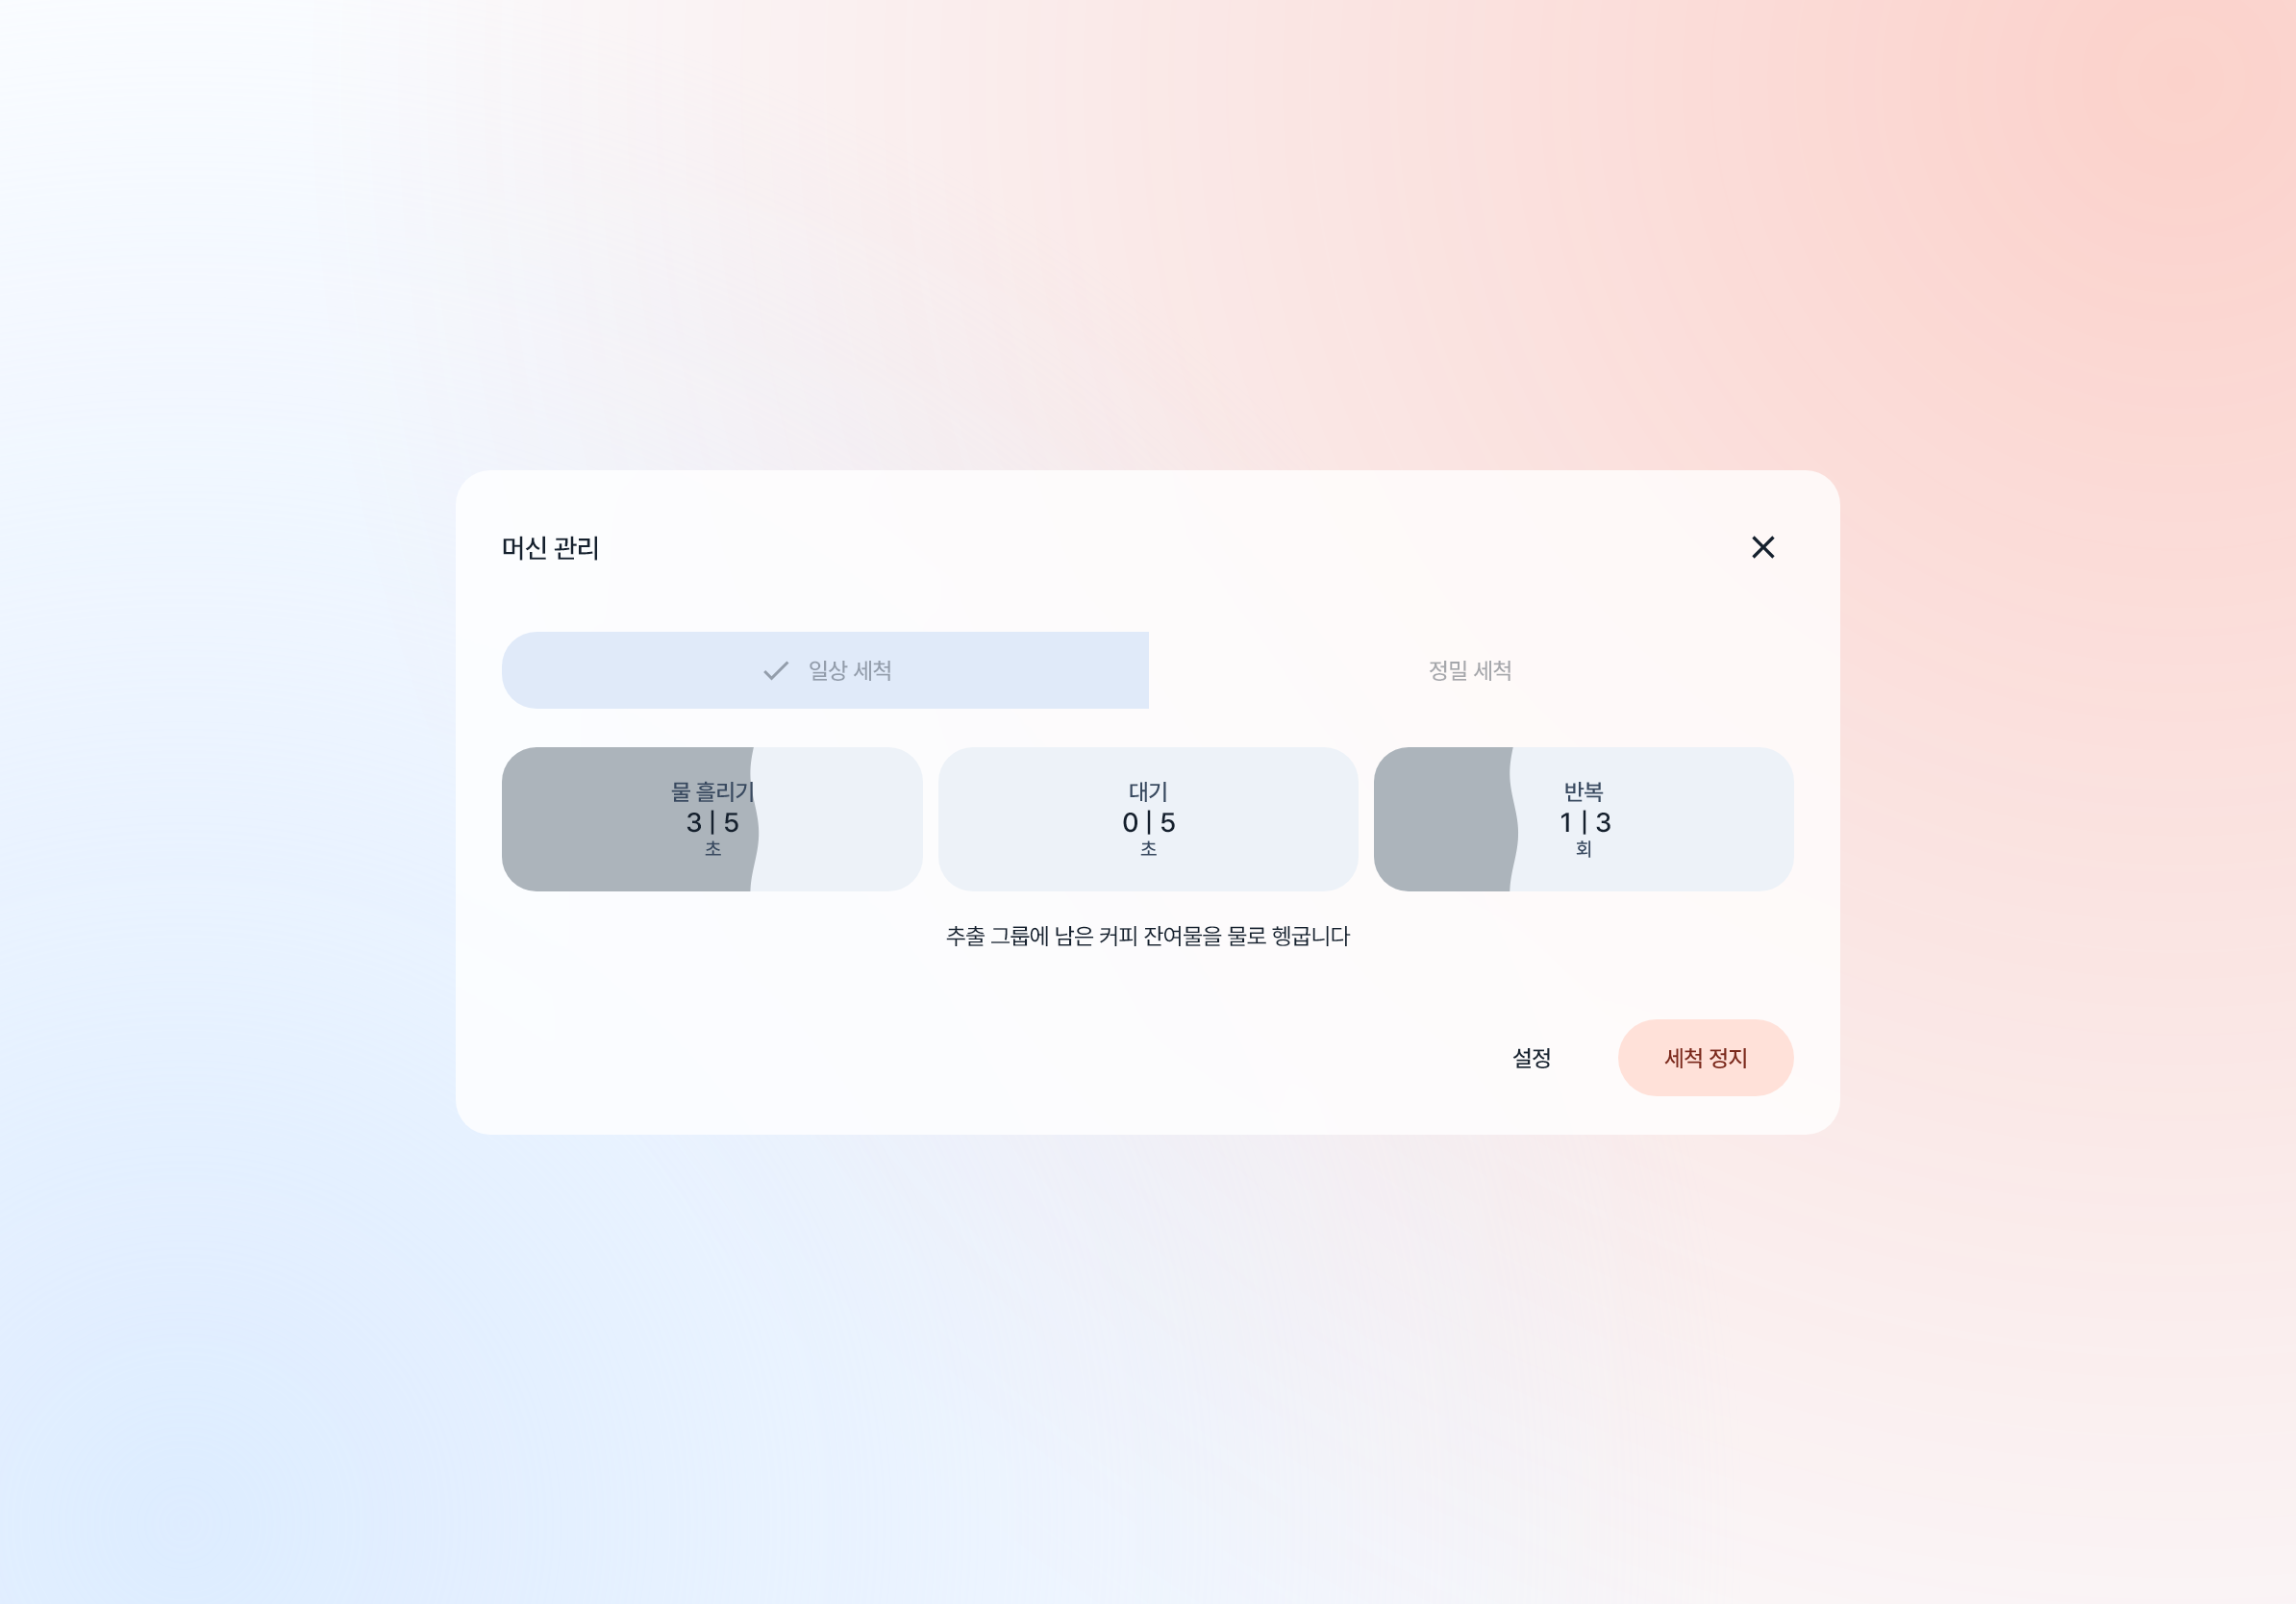 머신 관리
일상 세척
정밀 세척
물 흘리기
3 | 5
초
대기
0 | 5
초
반복
1 | 3
회
추출 그룹에 남은 커피 잔여물을 물로 헹굽니다
설정
세척 정지